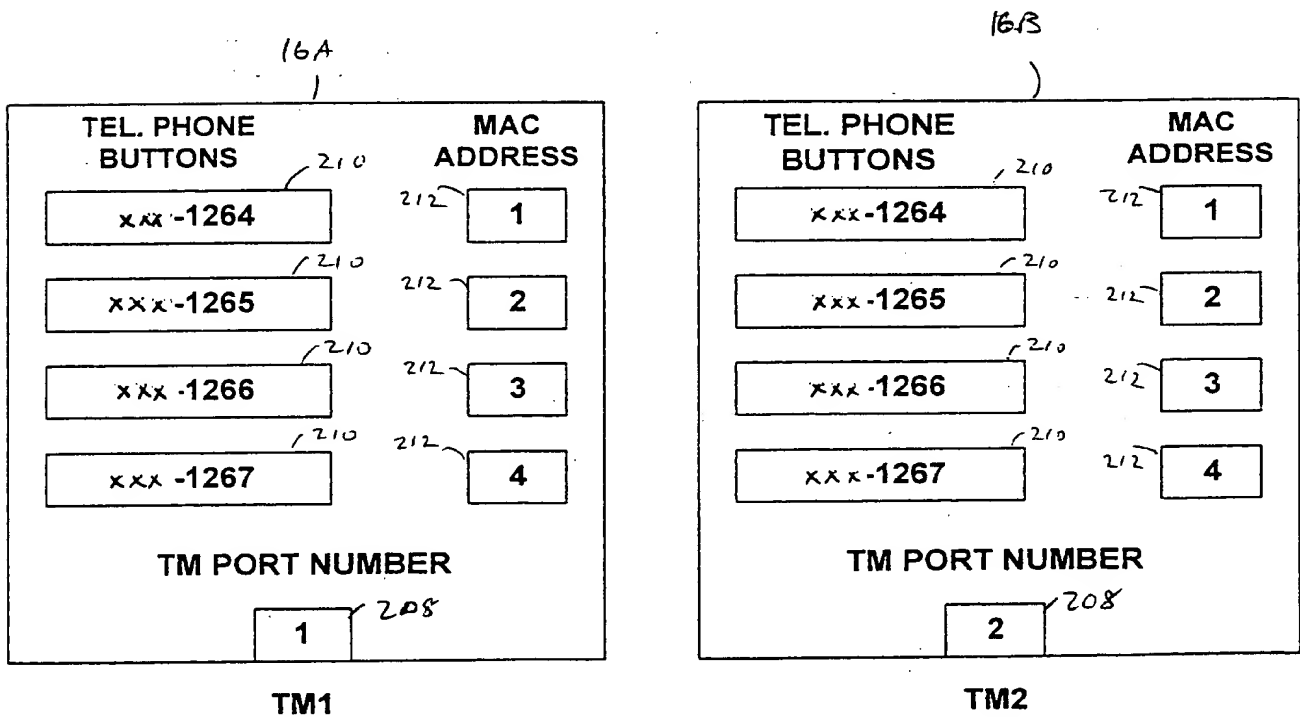 16A
TEL. PHONE
BUTTONS
MAC
ADDRESS
210
xxx-1264
212
1
210
xxx-1265
212
2
210
xxx-1266
212
3
210
xxx-1267
212
4
TM PORT NUMBER
1
208
TM1
16B
TEL. PHONE
BUTTONS
MAC
ADDRESS
210
xxx-1264
212
1
210
xxx-1265
212
2
210
xxx-1266
212
3
210
xxx-1267
212
4
TM PORT NUMBER
2
208
TM2